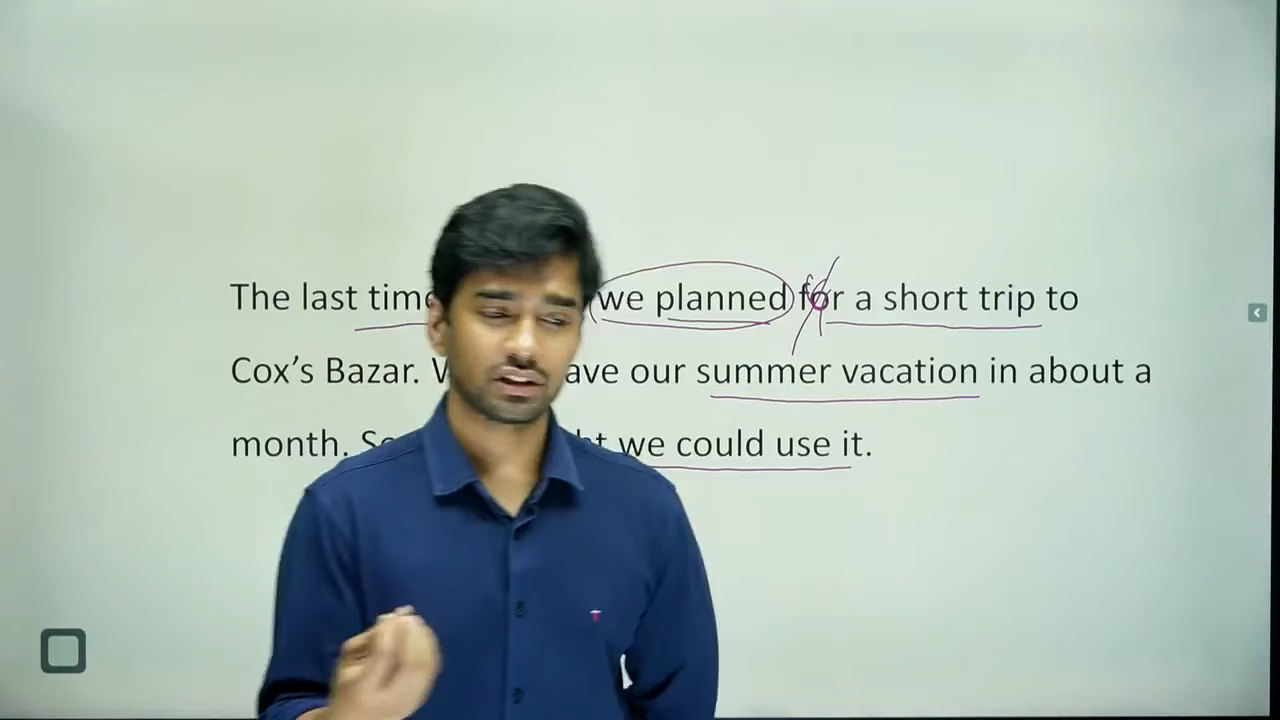 The last time we planned for a short trip to
Cox's Bazar. have our summer vacation in about a
month. we could use it.